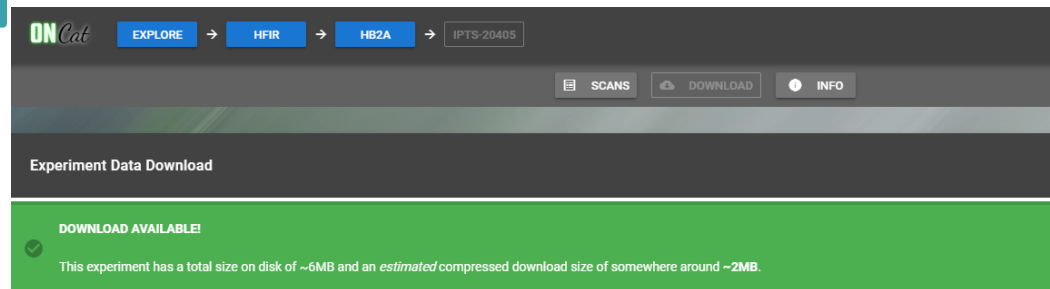 ONCat EXPLORE → HFIR → HB2A → IPTS-20405
SCANS DOWNLOAD INFO
Experiment Data Download
DOWNLOAD AVAILABLE!
This experiment has a total size on disk of ~6MB and an estimated compressed download size of somewhere around ~2MB.